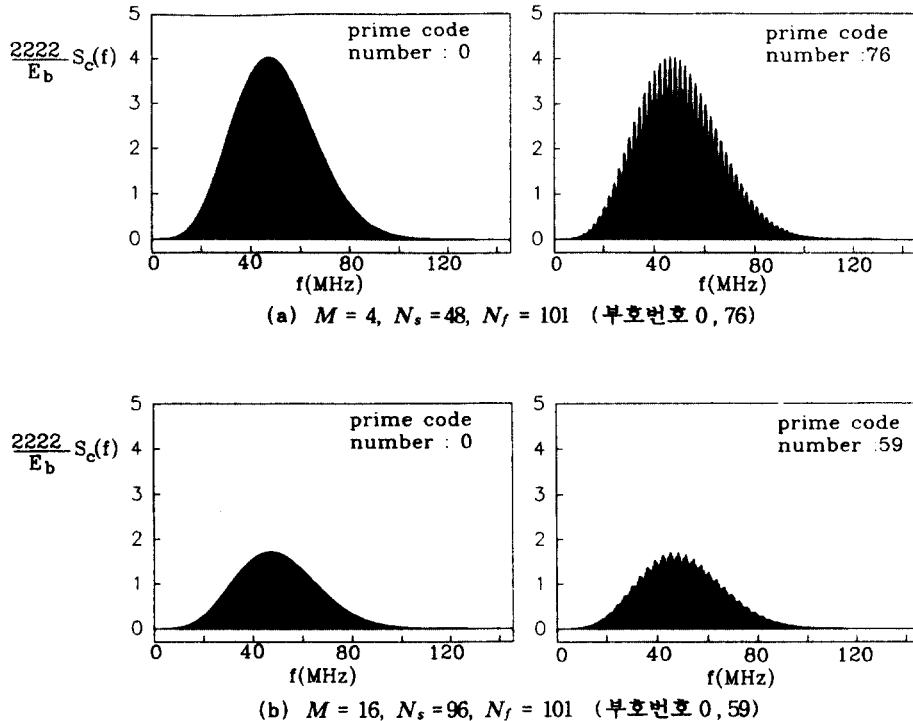 5
4
3
2
1
0
2222
E_b
S_c(f)
prime code
number : 0
0
40
80
120
f(MHz)
5
4
3
2
1
0
prime code
number :76
0
40
80
120
f(MHz)
(a) M = 4, N_s =48, N_f = 101 (부호번호 0 , 76)
5
4
3
2
1
0
2222
E_b
S_c(f)
prime code
number : 0
0
40
80
120
f(MHz)
5
4
3
2
1
0
prime code
number :59
0
40
80
120
f(MHz)
(b) M = 16, N_s =96, N_f = 101 (부호번호 0 , 59)